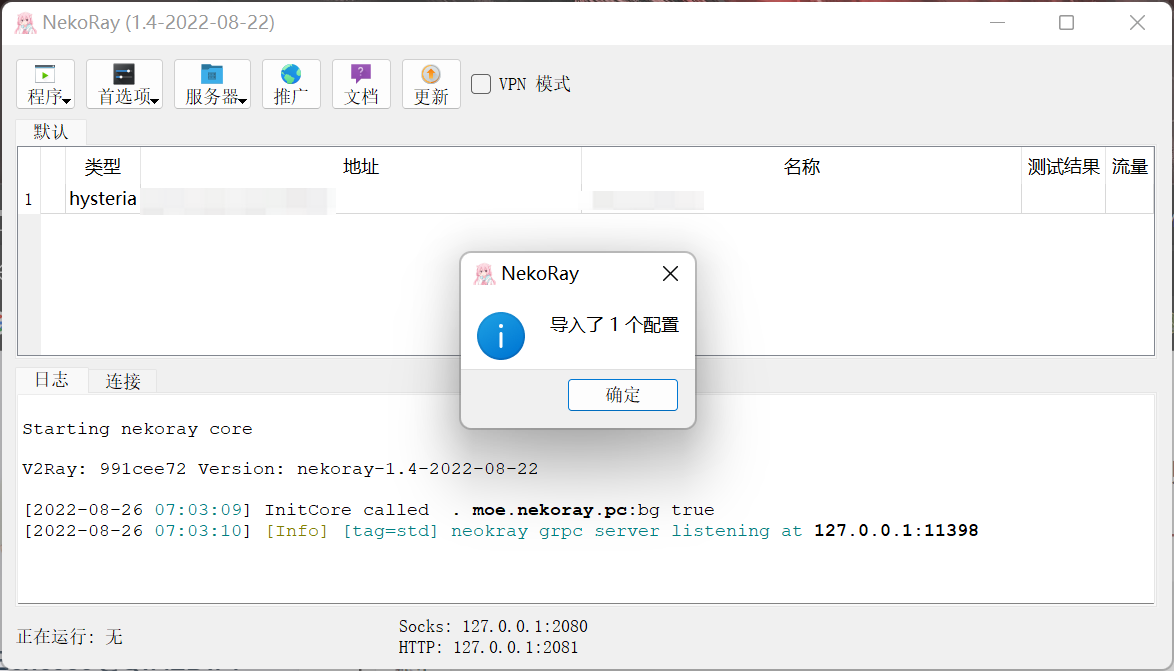 NekoRay (1.4-2022-08-22)
程序 首选项 服务器 推广 文档 更新 VPN 模式
默认
类型 地址 名称 测试结果 流量
1 hysteria
NekoRay
导入了 1 个配置
确定
日志 连接
Starting nekoray core
V2Ray: 991cee72 Version: nekoray-1.4-2022-08-22
[2022-08-26 07:03:09] InitCore called . moe.nekoray.pc:bg true
[2022-08-26 07:03:10] [Info] [tag=std] neokray grpc server listening at 127.0.0.1:11398
正在运行: 无
Socks: 127.0.0.1:2080
HTTP: 127.0.0.1:2081